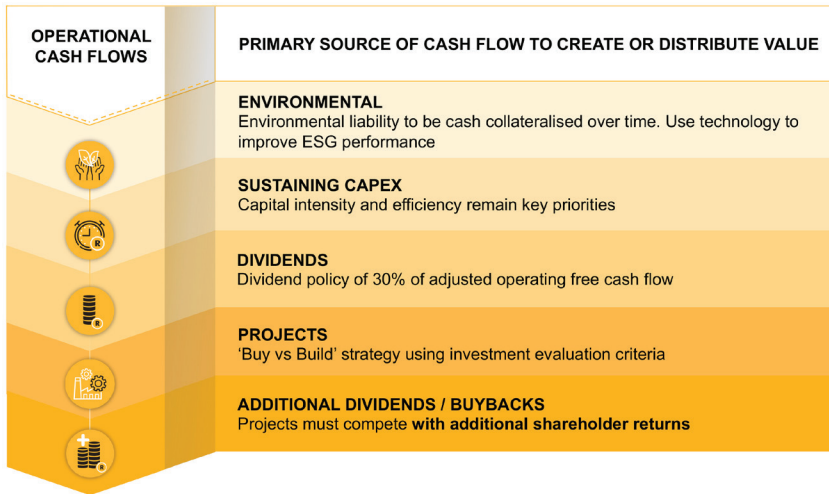 OPERATIONAL
CASH FLOWS
PRIMARY SOURCE OF CASH FLOW TO CREATE OR DISTRIBUTE VALUE
ENVIRONMENTAL
Environmental liability to be cash collateralised over time. Use technology to
improve ESG performance
SUSTAINING CAPEX
Capital intensity and efficiency remain key priorities
R
DIVIDENDS
Dividend policy of 30% of adjusted operating free cash flow
R
PROJECTS
‘Buy vs Build’ strategy using investment evaluation criteria
ADDITIONAL DIVIDENDS / BUYBACKS
Projects must compete with additional shareholder returns
R